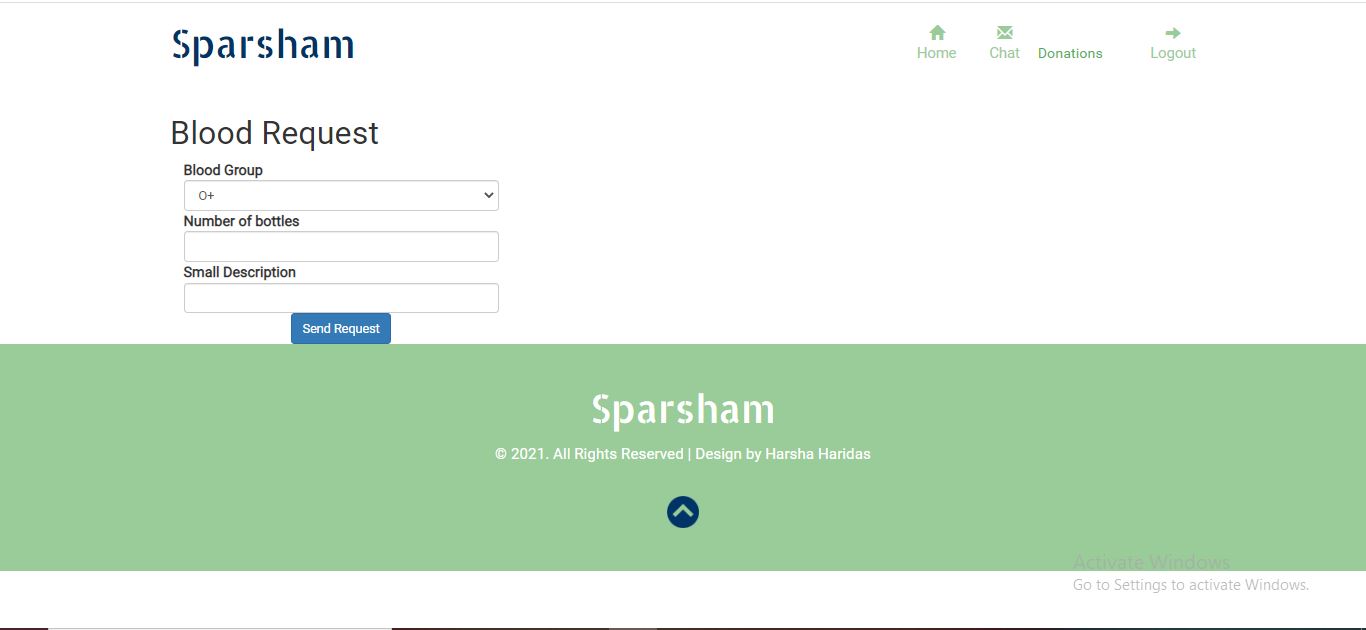 Sparsham
Home Chat Donations Logout
Blood Request
Blood Group
O+
Number of bottles
Small Description
Send Request
Sparsham
© 2021. All Rights Reserved | Design by Harsha Haridas
Activate Windows
Go to Settings to activate Windows.